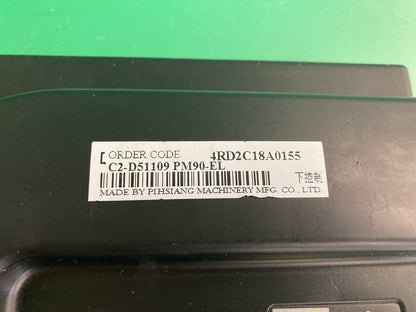 ORDER CODE 4RD2C18A0155
C2-D51109 PM90-EL
下控制
MADE BY PIHSIANG MACHINERY MFG. CO., LTD.